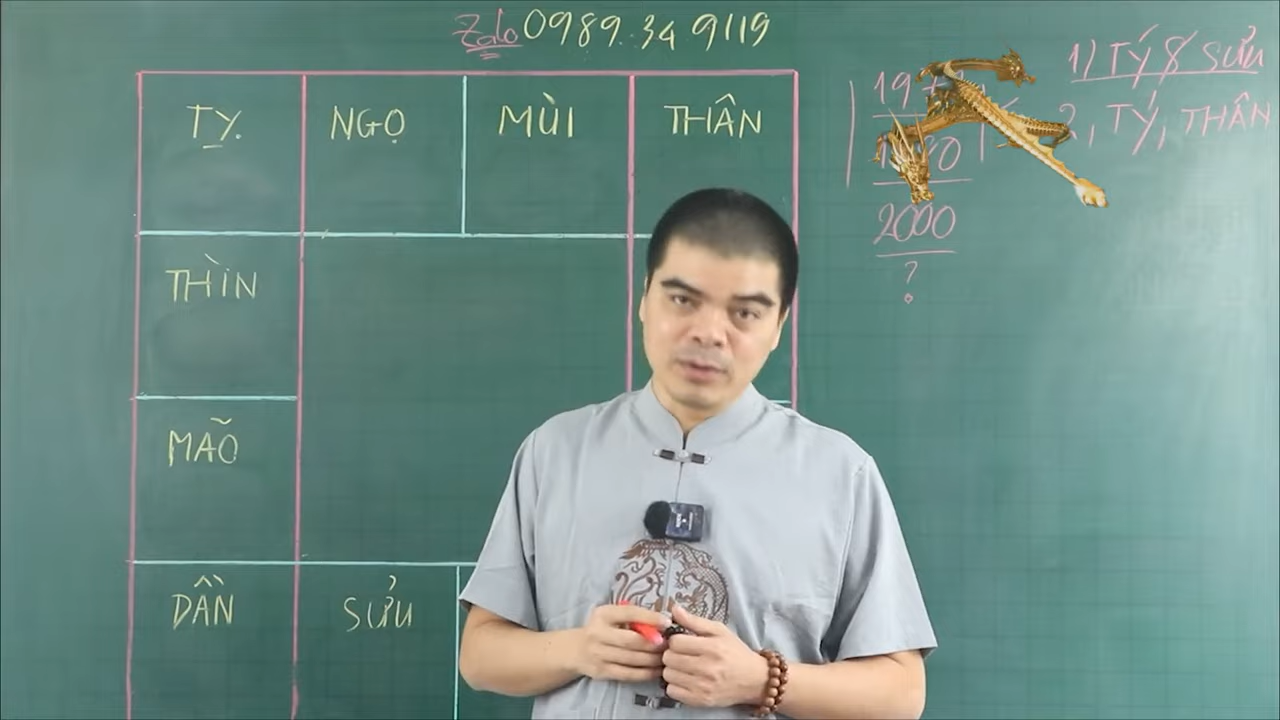 Zalo 0989.34 9119
TỴ
NGỌ
MÙI
THÂN
THÌN
MÃO
DẦN
SỬU
2000
?
1) TÝ & SỬU
2, TÝ, THÂN